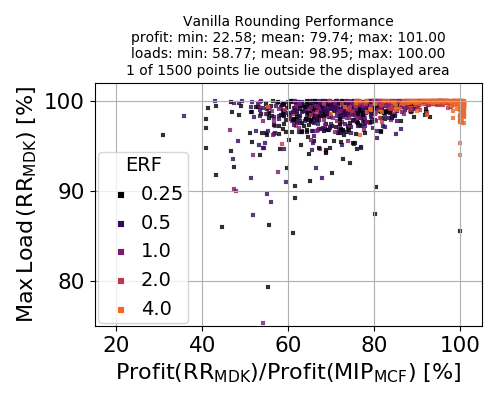 Vanilla Rounding Performance
profit: min: 22.58; mean: 79.74; max: 101.00
loads: min: 58.77; mean: 98.95; max: 100.00
1 of 1500 points lie outside the displayed area
Max Load(RR_MDK) [%]
100
90
80
ERF
0.25
0.5
1.0
2.0
4.0
20 40 60 80 100
Profit(RR_MDK)/Profit(MIP_MCF) [%]